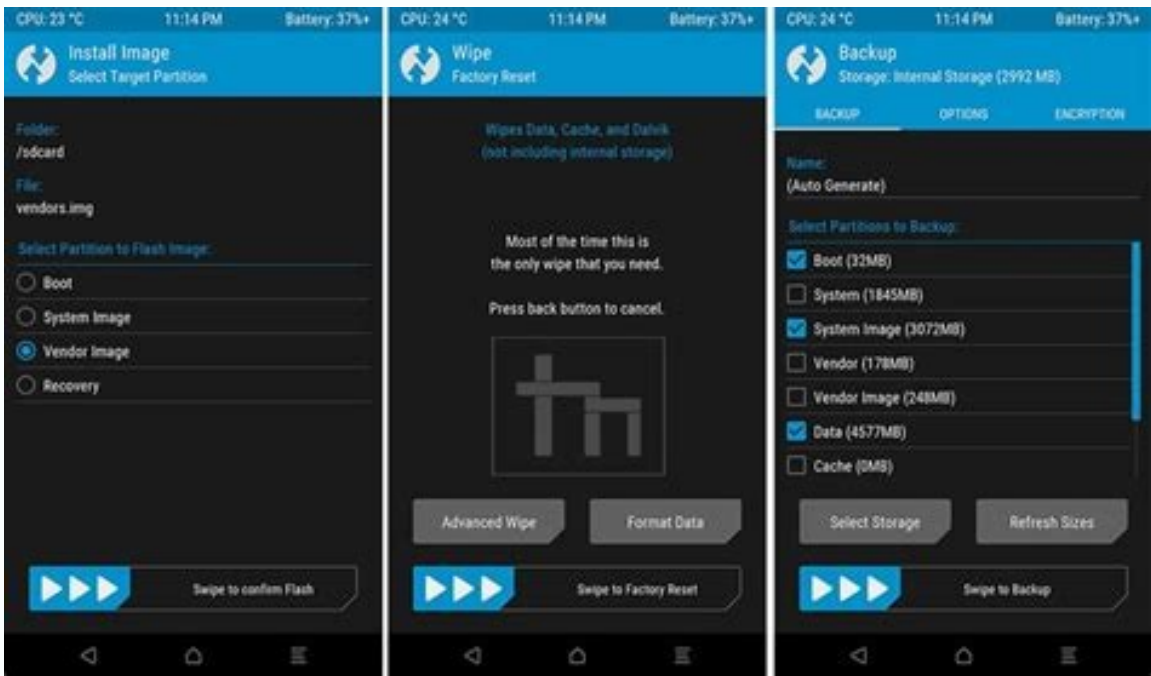 CPU: 23 °C 11:14 PM Battery: 37%+
Install Image
Select Target Partition
Folder:
/sdcard
File:
vendors.img
Select Partition to Flash Image:
Boot
System Image
Vendor Image
Recovery
Swipe to confirm Flash
CPU: 24 °C 11:14 PM Battery: 37%+
Wipe
Factory Reset
Wipes Data, Cache, and Dalvik
(not including internal storage)
Most of the time this is
the only wipe that you need.
Press back button to cancel.
Advanced Wipe Format Data
Swipe to Factory Reset
CPU: 24 °C 11:14 PM Battery: 37%+
Backup
Storage: Internal Storage (2992 MB)
BACKUP OPTIONS ENCRYPTION
Name:
(Auto Generate)
Select Partitions to Backup:
Boot (32MB)
System (1845MB)
System Image (3072MB)
Vendor (178MB)
Vendor Image (248MB)
Data (4577MB)
Cache (0MB)
Select Storage Refresh Sizes
Swipe to Backup